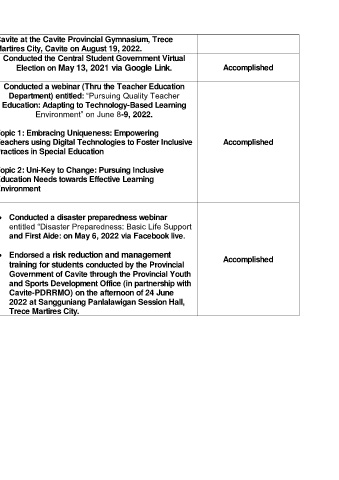 Cavite at the Cavite Provincial Gymnasium, Trece
Martires City, Cavite on August 19, 2022.
Conducted the Central Student Government Virtual
Election on May 13, 2021 via Google Link.
Accomplished
Conducted a webinar (Thru the Teacher Education
Department) entitled: “Pursuing Quality Teacher
Education: Adapting to Technology-Based Learning
Environment” on June 8-9, 2022.
Topic 1: Embracing Uniqueness: Empowering
Teachers using Digital Technologies to Foster Inclusive
Practices in Special Education
Topic 2: Uni-Key to Change: Pursuing Inclusive
Education Needs towards Effective Learning
Environment
Accomplished
Conducted a disaster preparedness webinar
entitled “Disaster Preparedness: Basic Life Support
and First Aide: on May 6, 2022 via Facebook live.
Endorsed a risk reduction and management
training for students conducted by the Provincial
Government of Cavite through the Provincial Youth
and Sports Development Office (in partnership with
Cavite-PDRRMO) on the afternoon of 24 June
2022 at Sangguniang Panlalawigan Session Hall,
Trece Martires City.
Accomplished